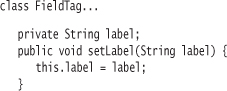 class FieldTag...
private String label;
public void setLabel(String label) {
this.label = label;
}